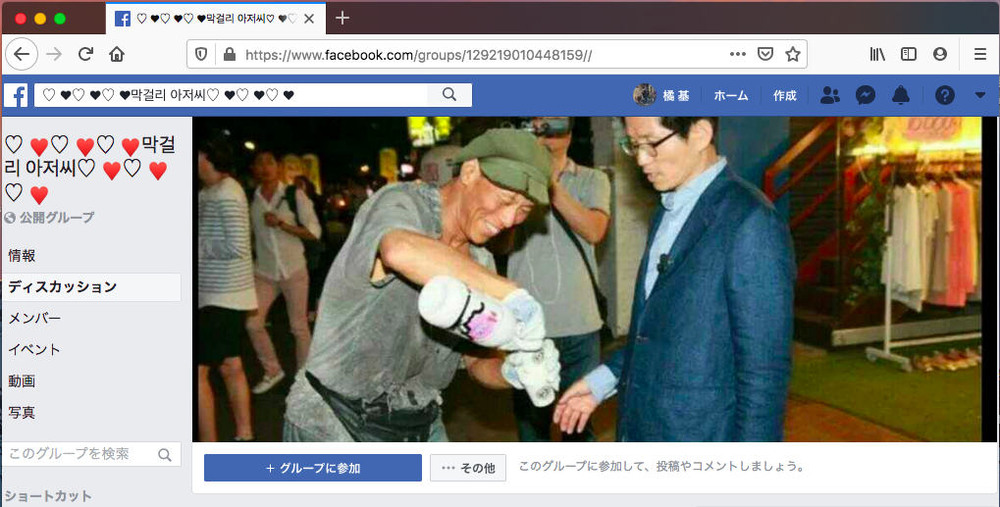 ♡ ♥♡ ♥♡ ♥막걸리 아저씨♡ ♥♡
https://www.facebook.com/groups/129219010448159//
♡ ♥♡ ♥♡ ♥막걸리 아저씨♡ ♥♡ ♥♡ ♥
橘 基
ホーム
作成
♡ ♥♡ ♥♡ ♥막걸
리 아저씨♡ ♥♡ ♥
♡ ♥
公開グループ
情報
ディスカッション
メンバー
イベント
動画
写真
このグループを検索
ショートカット
+ グループに参加
••• その他
このグループに参加して、投稿やコメントしましょう。